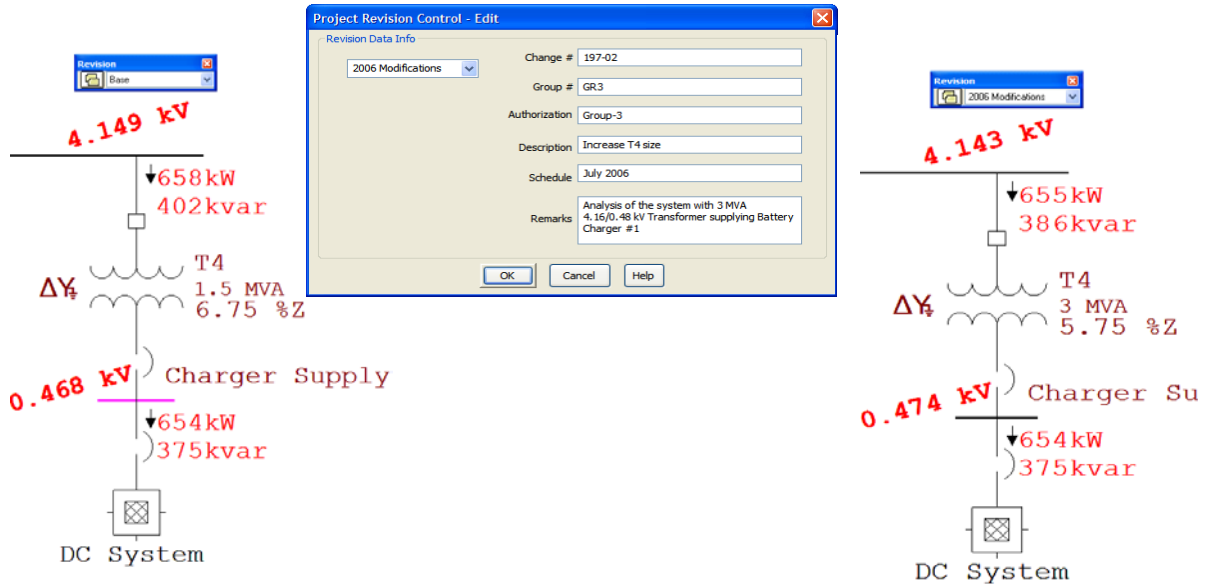 Revision
Base
4.149 kV
658kW
402kvar
T4
1.5 MVA
6.75 %Z
ΔY
0.468 kV
Charger Supply
654kW
375kvar
DC System
Project Revision Control - Edit
Revision Data Info
2006 Modifications
Change # 197-02
Group # GR3
Authorization Group-3
Description Increase T4 size
Schedule July 2006
Remarks Analysis of the system with 3 MVA
4.16/0.48 kV Transformer supplying Battery
Charger #1
OK Cancel Help
Revision
2006 Modifications
4.143 kV
655kW
386kvar
T4
3 MVA
5.75 %Z
ΔY
0.474 kV
Charger Su
654kW
375kvar
DC System